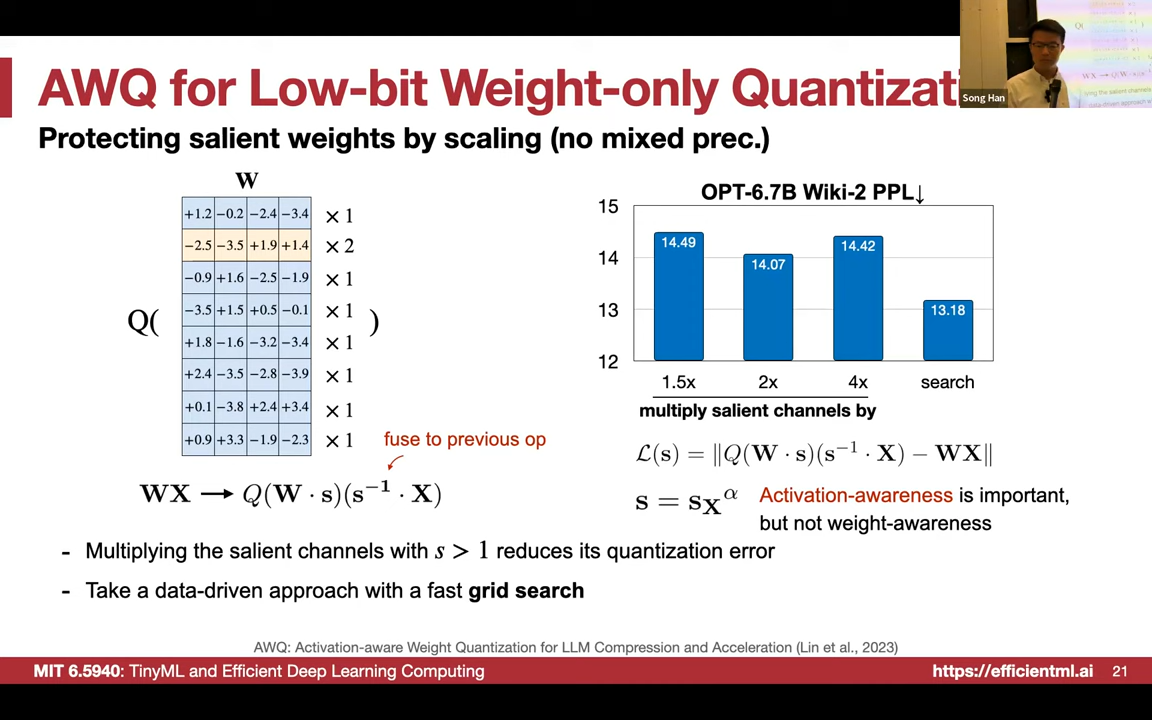 AWQ for Low-bit Weight-only Quantizati
Song Han
Protecting salient weights by scaling (no mixed prec.)
W
+1.2 −0.2 −2.4 −3.4 × 1
−2.5 −3.5 +1.9 +1.4 × 2
−0.9 +1.6 −2.5 −1.9 × 1
Q( −3.5 +1.5 +0.5 −0.1 × 1 )
+1.8 −1.6 −3.2 −3.4 × 1
+2.4 −3.5 −2.8 −3.9 × 1
+0.1 −3.8 +2.4 +3.4 × 1
+0.9 +3.3 −1.9 −2.3 × 1
fuse to previous op
WX → Q(W · s)(s⁻¹ · X)
OPT-6.7B Wiki-2 PPL↓
15
14
13
12
14.49
14.07
14.42
13.18
1.5x 2x 4x search
multiply salient channels by
ℒ(s) = ‖Q(W · s)(s⁻¹ · X) − WX‖
s = s_X^α
Activation-awareness is important,
but not weight-awareness
- Multiplying the salient channels with s > 1 reduces its quantization error
- Take a data-driven approach with a fast grid search
AWQ: Activation-aware Weight Quantization for LLM Compression and Acceleration (Lin et al., 2023)
MIT 6.5940: TinyML and Efficient Deep Learning Computing
https://efficientml.ai 21